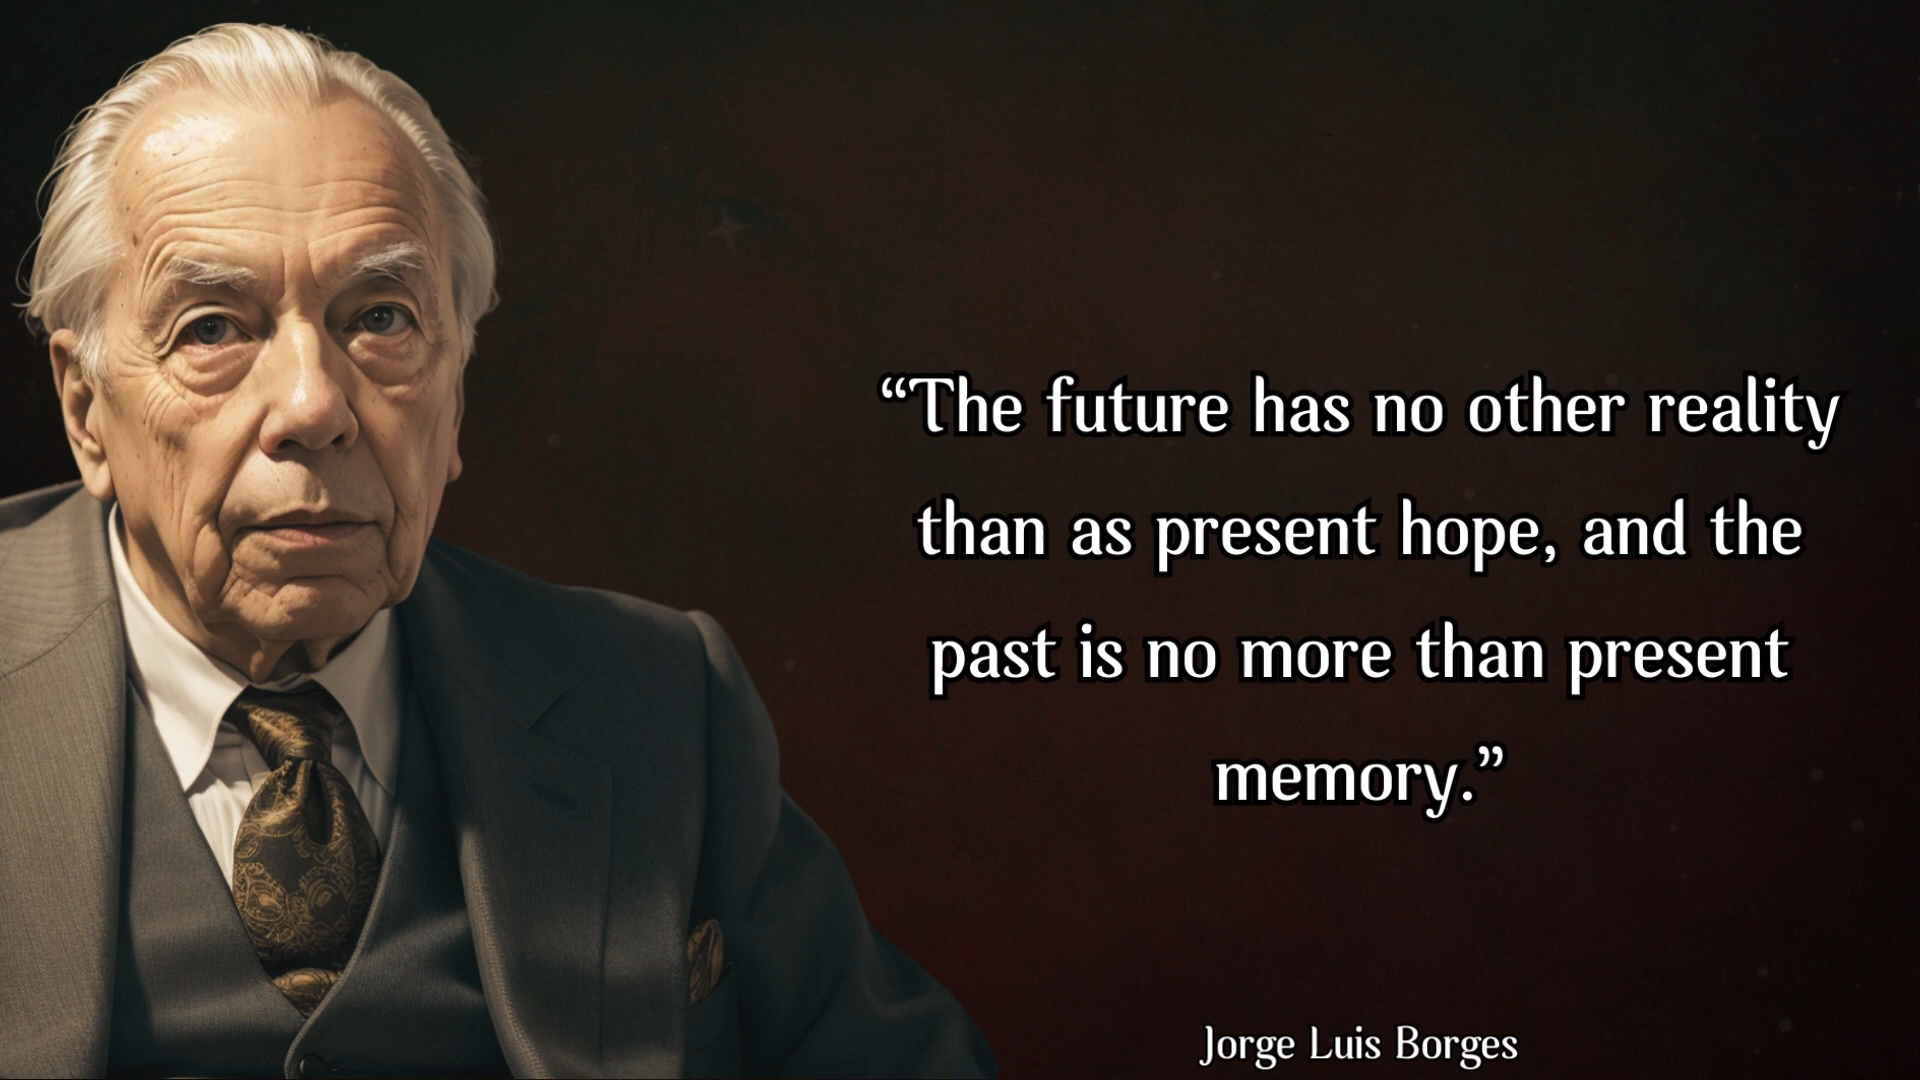 “The future has no other reality
than as present hope, and the
past is no more than present
memory.”
Jorge Luis Borges